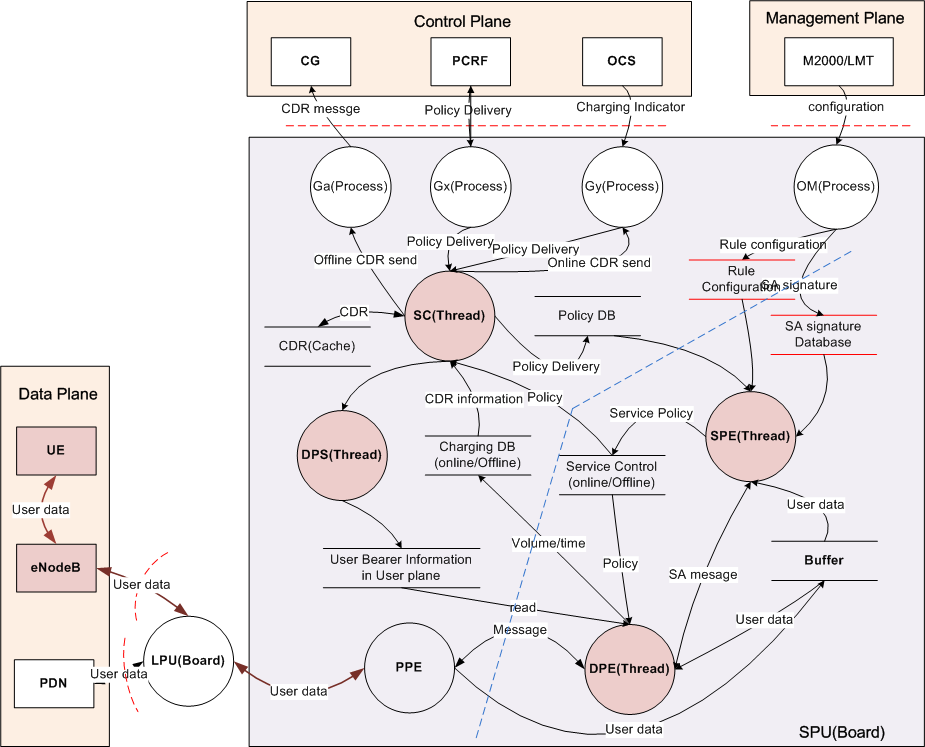 Control Plane
Management Plane
CG
PCRF
OCS
M2000/LMT
CDR messge
Policy Delivery
Charging Indicator
configuration
Ga(Process)
Gx(Process)
Gy(Process)
OM(Process)
Policy Delivery
Policy Delivery
Rule configuration
Offline CDR send
Online CDR send
Rule
Configuration
SA signature
CDR
SC(Thread)
Policy DB
SA signature
Database
CDR(Cache)
Policy Delivery
Data Plane
CDR information
Policy
Service Policy
UE
DPS(Thread)
Charging DB
(online/Offline)
SPE(Thread)
Service Control
(online/Offline)
User data
User data
Volume/time
eNodeB
User Bearer Information
in User plane
Policy
SA message
Buffer
User data
read
Message
User data
PDN
User data
LPU(Board)
User data
PPE
DPE(Thread)
User data
SPU(Board)